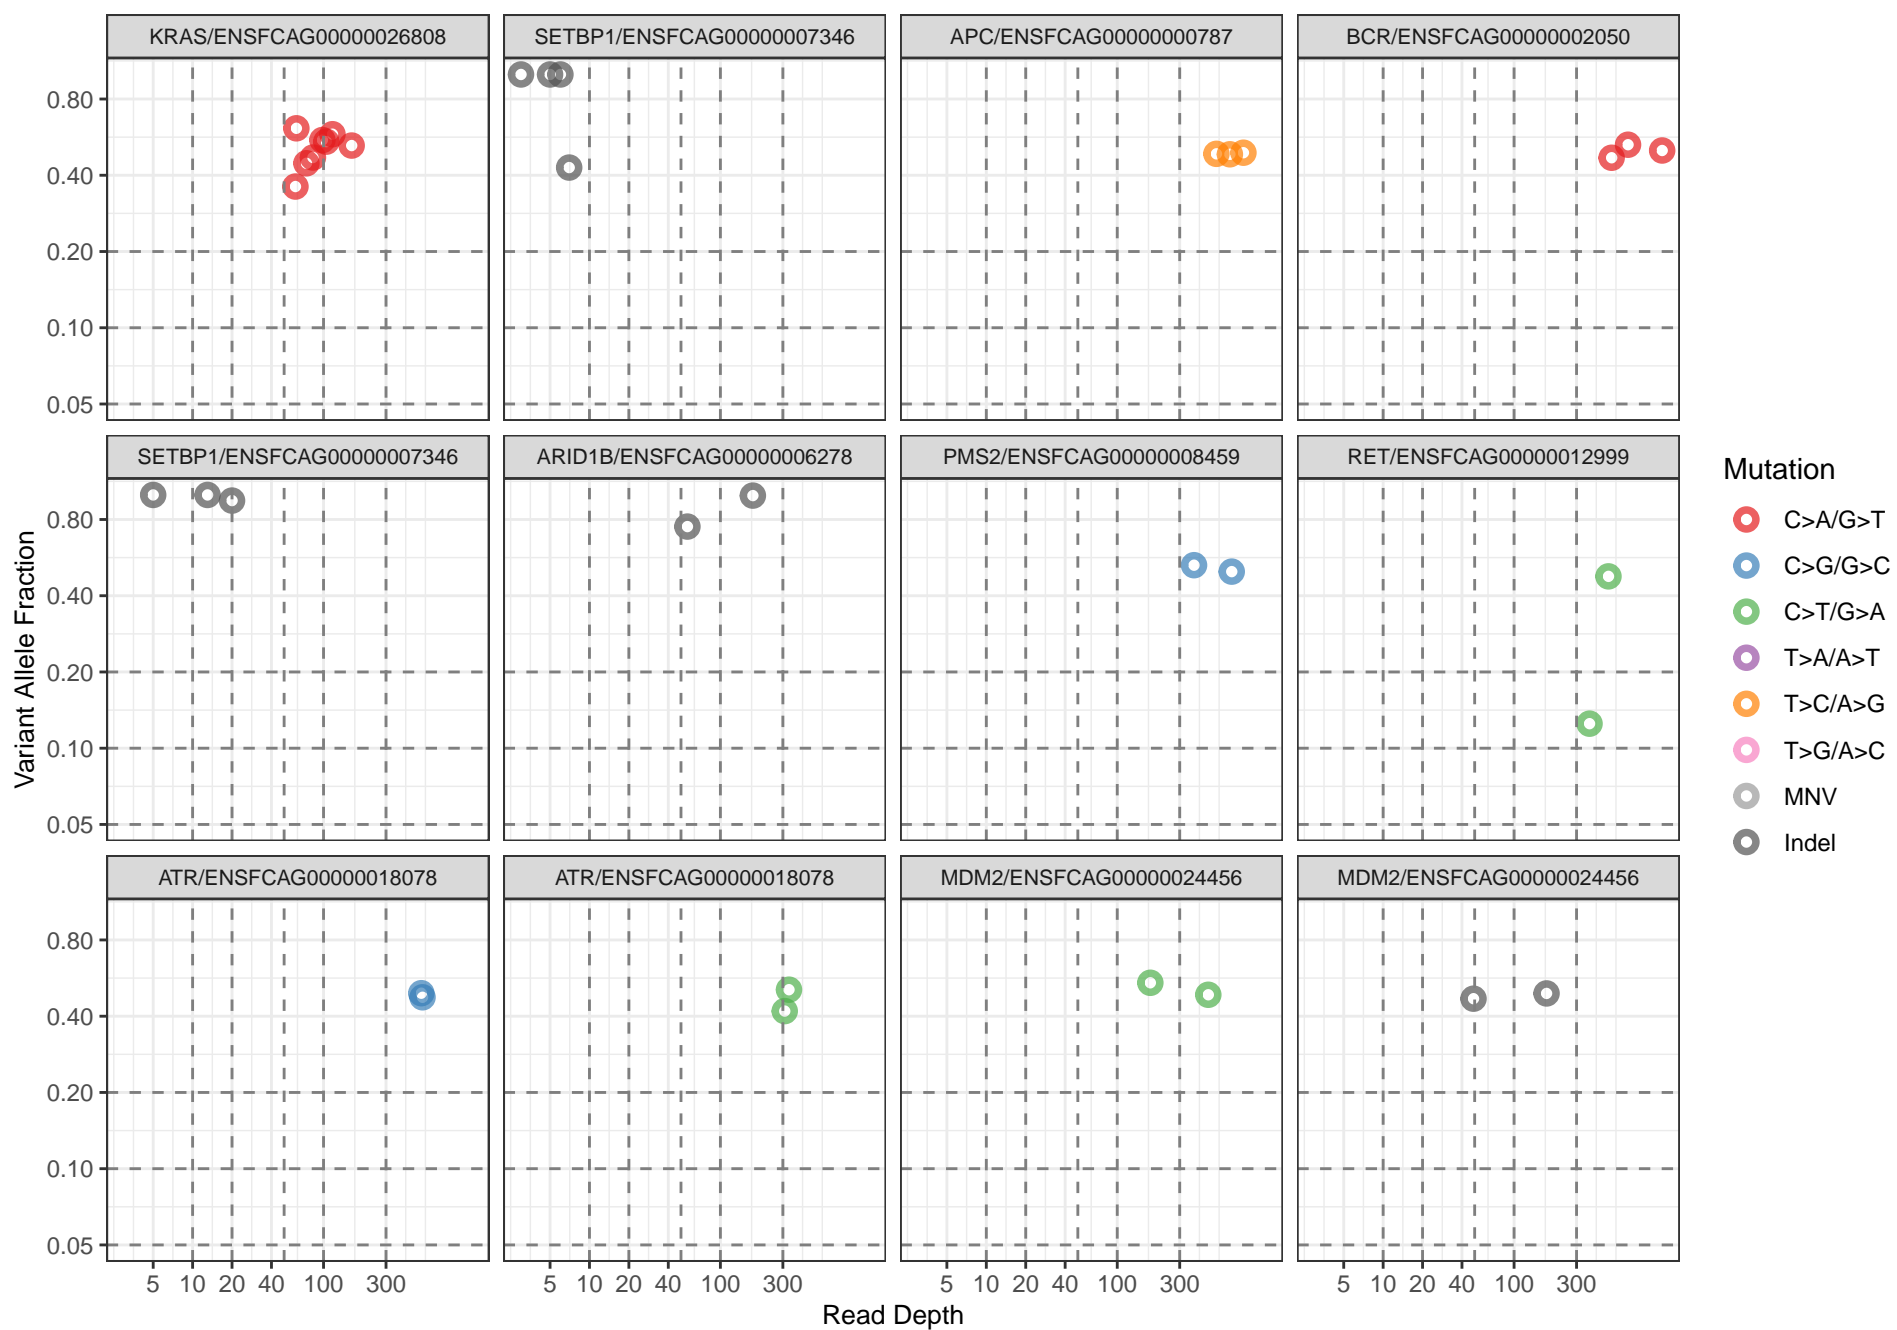 KRAS/ENSFCAG00000026808 SETBP1/ENSFCAG00000007346 APC/ENSFCAG00000000787 BCR/ENSFCAG00000002050
0.80
0.40
0.20
0.10
0.05
SETBP1/ENSFCAG00000007346 ARID1B/ENSFCAG00000006278 PMS2/ENSFCAG00000008459 RET/ENSFCAG00000012999
0.80
0.40
0.20
0.10
0.05
ATR/ENSFCAG00000018078 ATR/ENSFCAG00000018078 MDM2/ENSFCAG00000024456 MDM2/ENSFCAG00000024456
0.80
0.40
0.20
0.10
0.05
5 10 20 40 100 300 5 10 20 40 100 300 5 10 20 40 100 300 5 10 20 40 100 300
Read Depth
Variant Allele Fraction
Mutation
C>A/G>T
C>G/G>C
C>T/G>A
T>A/A>T
T>C/A>G
T>G/A>C
MNV
Indel